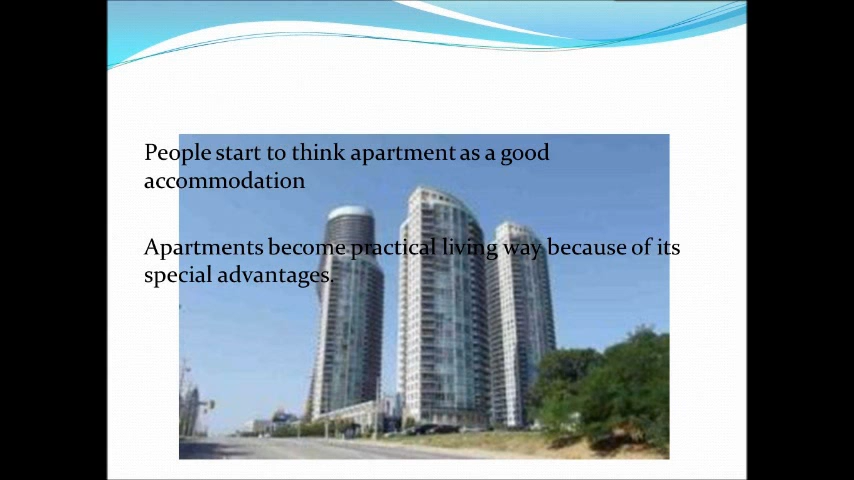 People start to think apartment as a good
accommodation
Apartments become practical living way because of its
special advantages.